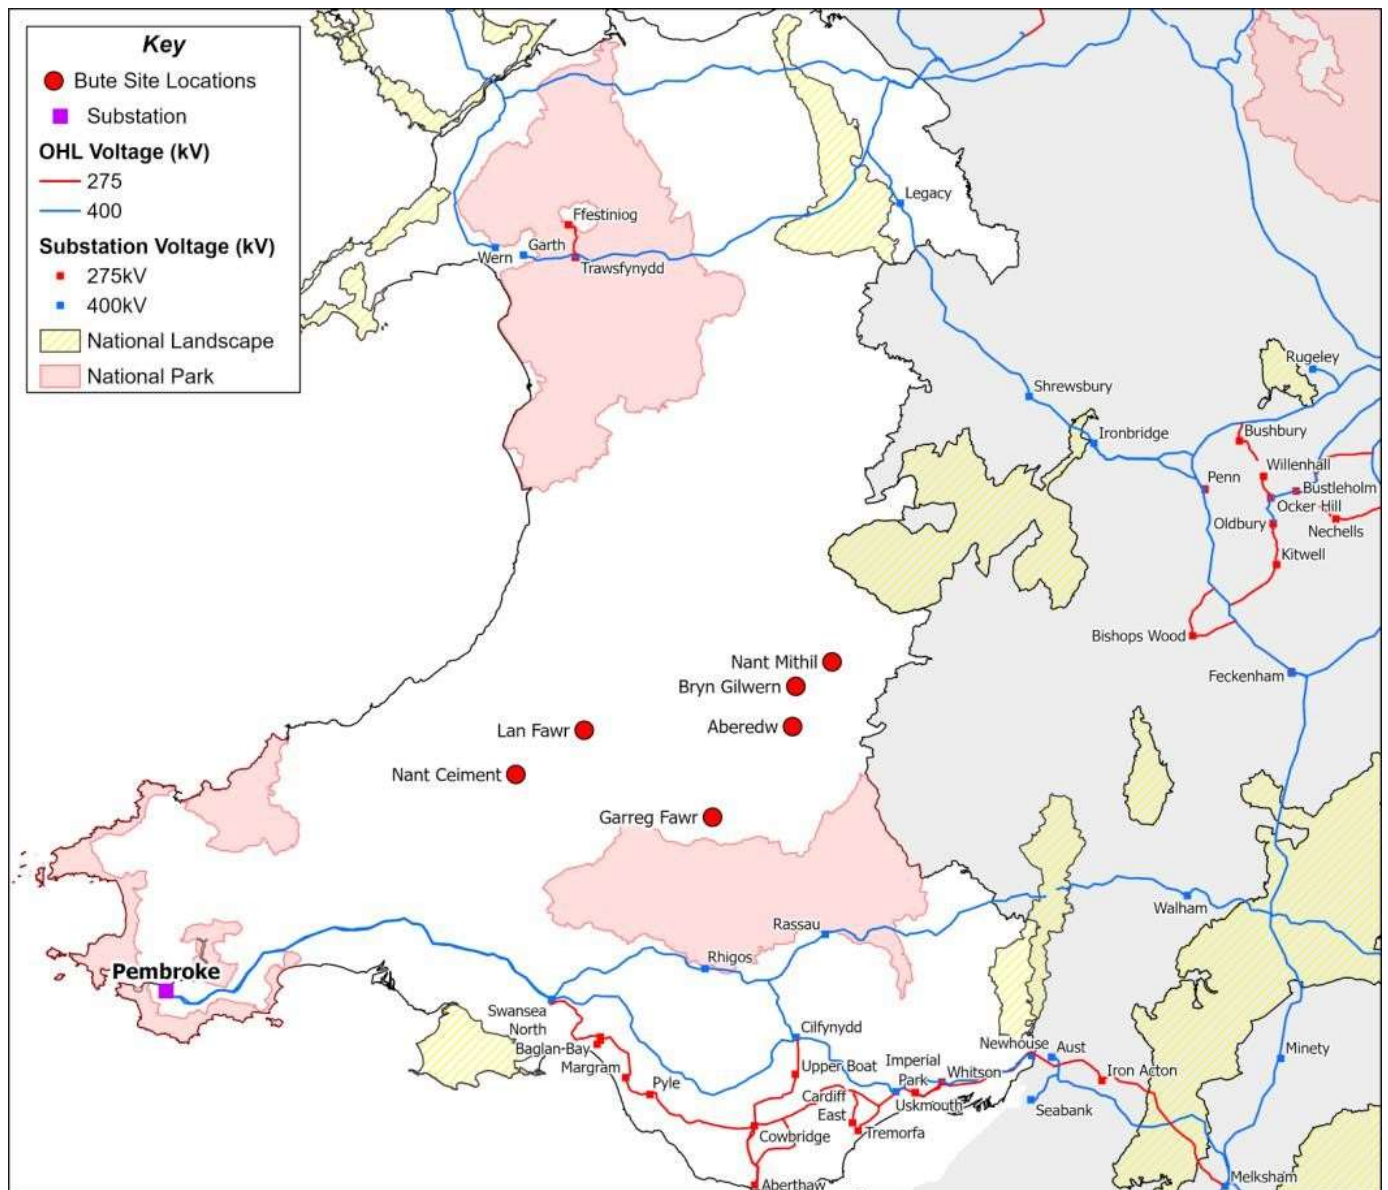 Key
Bute Site Locations
Substation
OHL Voltage (kV)
275
400
Substation Voltage (kV)
275kV
400kV
National Landscape
National Park
Legacy
Ffestiniog
Garth
Wern
Trawsfynydd
Rugeley
Shrewsbury
Ironbridge
Bushbury
Willenhall
Penn
Bustleholm
Ocker Hill
Oldbury
Nechells
Kitwell
Bishops Wood
Nant Mithil
Feckenham
Bryn Gilwern
Lan Fawr
Aberedw
Nant Ceiment
Garreg Fawr
Walham
Rassau
Rhigos
Pembroke
Swansea
North
Cilfynydd
Baglan-Bay
Newhouse
Aust
Minety
Margram
Upper Boat
Imperial
Park
Whitson
Iron Acton
Pyle
Cardiff
East
Uskmouth
Seabank
Cowbridge
Tremorfa
Melksham
Aberthaw